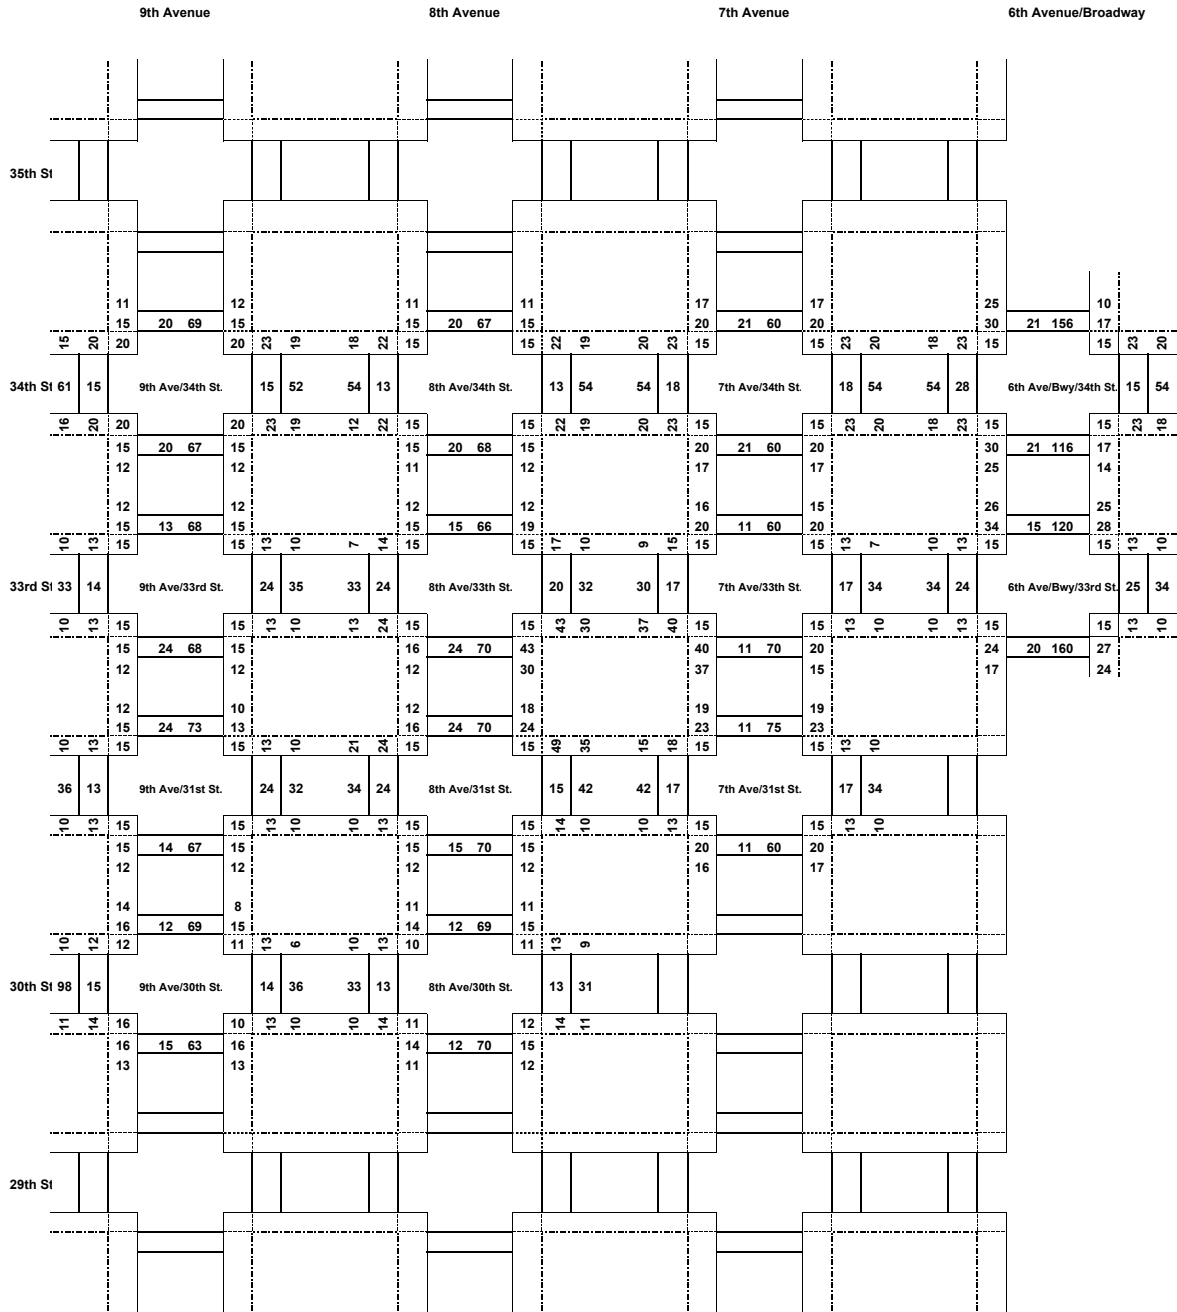 9th Avenue 8th Avenue 7th Avenue 6th Avenue/Broadway
35th St
11 12 11 11 17 17 25 10
15 20 69 15 15 20 67 15 20 21 60 20 30 21 156 17
15 20 20 20 23 19 18 22 15 15 22 19 20 23 15 15 23 20 18 23 15 15 23 20
34th St 61 15 9th Ave/34th St. 15 52 54 13 8th Ave/34th St. 13 54 54 18 7th Ave/34th St. 18 54 54 28 6th Ave/Bwy/34th St. 15 54
16 20 20 20 23 19 12 22 15 15 22 19 20 23 15 15 23 20 18 23 15 15 23 18
15 20 67 15 15 20 68 15 20 21 60 20 30 21 116 17
12 12 11 12 17 17 25 14
12 12 12 12 16 15 26 25
15 13 68 15 15 15 66 19 20 11 60 20 34 15 120 28
10 13 15 15 13 10 7 14 15 15 17 10 9 15 15 15 13 7 10 13 15 15 13 10
33rd St 33 14 9th Ave/33rd St. 24 35 33 24 8th Ave/33th St. 20 32 30 17 7th Ave/33th St. 17 34 34 24 6th Ave/Bwy/33rd St. 25 34
10 13 15 15 13 10 13 24 15 15 43 30 37 40 15 15 13 10 10 13 15 15 13 10
15 24 68 15 16 24 70 43 40 11 70 20 24 20 160 27
12 12 12 30 37 15 17 24
12 10 12 18 19 19
15 24 73 13 16 24 70 24 23 11 75 23
10 13 15 15 13 10 21 24 15 15 49 35 15 18 15 15 13 10
36 13 9th Ave/31st St. 24 32 34 24 8th Ave/31st St. 15 42 42 17 7th Ave/31st St. 17 34
10 13 15 15 13 10 10 13 15 15 14 10 10 13 15 15 13 10
15 14 67 15 15 15 70 15 20 11 60 20
12 12 12 12 16 17
14 8 11 11
16 12 69 15 14 12 69 15
10 12 12 11 13 6 10 13 10 11 13 9
30th St 98 15 9th Ave/30th St. 14 36 33 13 8th Ave/30th St. 13 31
11 14 16 10 13 10 10 14 11 12 14 11
16 15 63 16 14 12 70 15
13 13 11 12
29th St